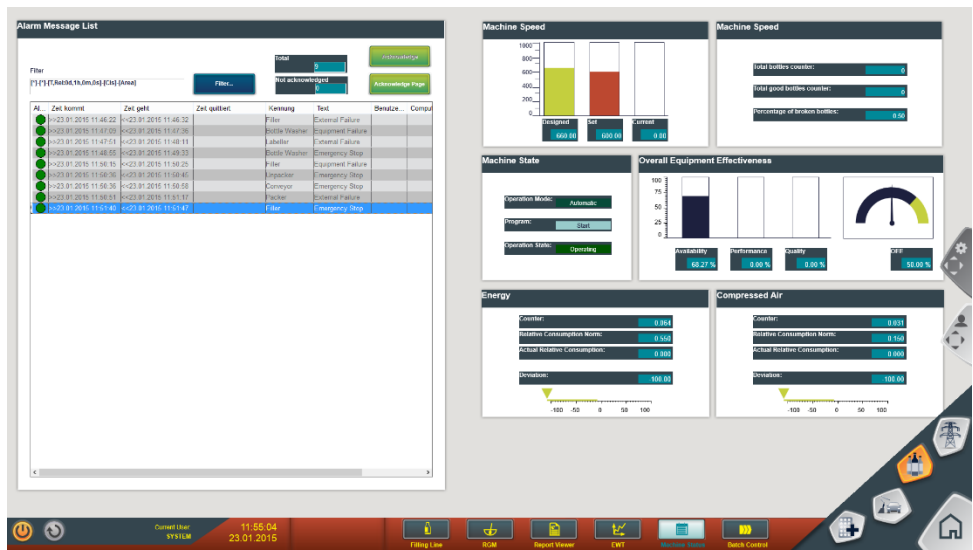 Alarm Message List
Total
9
Not acknowledged
0
Acknowledge Page
Filter
Filter...
Al... Zeit kommt Zeit geht Zeit quittiert Kennung Text Benutze... Comput
>>23.01.2015 11:46:22 <<23.01.2015 11:46:32 Filler External Failure
>>23.01.2015 11:47:09 <<23.01.2015 11:47:36 Bottle Washer Equipment Failure
>>23.01.2015 11:47:51 <<23.01.2015 11:48:11 Labeller External Failure
>>23.01.2015 11:48:55 <<23.01.2015 11:49:33 Bottle Washer Emergency Stop
>>23.01.2015 11:50:15 <<23.01.2015 11:50:25 Filler Equipment Failure
>>23.01.2015 11:50:36 <<23.01.2015 11:50:46 Unpacker Emergency Stop
>>23.01.2015 11:50:36 <<23.01.2015 11:50:58 Conveyor Emergency Stop
>>23.01.2015 11:50:51 <<23.01.2015 11:51:17 Packer External Failure
>>23.01.2015 11:51:40 <<23.01.2015 11:51:47 Filler Emergency Stop
Machine Speed
1000
800
600
400
200
0
Designed Set Current
660.00 600.00 0.00
Machine Speed
Total bottles counter: 0
Total good bottles counter: 0
Percentage of broken bottles: 0.50
Machine State
Operation Mode: Automatic
Program: Start
Operation State: Operating
Overall Equipment Effectiveness
100
75
50
25
0
Availability Performance Quality OEE
68.27 % 0.00 % 0.00 % 50.00 %
Energy
Counter: 0.064
Relative Consumption Norm: 0.550
Actual Relative Consumption: 0.000
Deviation: -100.00
-100 -50 0 50 100
Compressed Air
Counter: 0.031
Relative Consumption Norm: 0.150
Actual Relative Consumption: 0.000
Deviation: -100.00
-100 -50 0 50 100
Current User
SYSTEM
11:55:04
23.01.2015
Filling Line RGM Report Viewer EWT Machine Status Batch Control